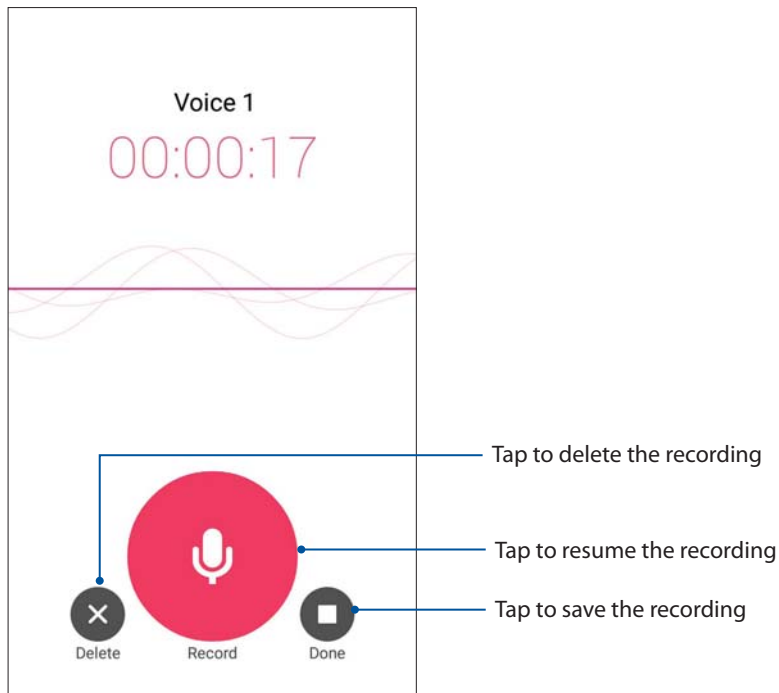 Voice 1
00:00:17
Tap to delete the recording
Tap to resume the recording
Tap to save the recording
Delete
Record
Done